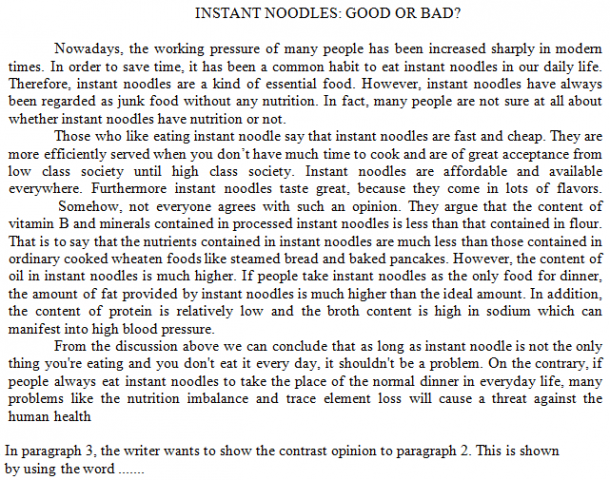 INSTANT NOODLES: GOOD OR BAD?
Nowadays, the working pressure of many people has been increased sharply in modern
times. In order to save time, it has been a common habit to eat instant noodles in our daily life.
Therefore, instant noodles are a kind of essential food. However, instant noodles have always
been regarded as junk food without any nutrition. In fact, many people are not sure at all about
whether instant noodles have nutrition or not.
Those who like eating instant noodle say that instant noodles are fast and cheap. They are
more efficiently served when you don't have much time to cook and are of great acceptance from
low class society until high class society. Instant noodles are affordable and available
everywhere. Furthermore instant noodles taste great, because they come in lots of flavors.
Somehow, not everyone agrees with such an opinion. They argue that the content of
vitamin B and minerals contained in processed instant noodles is less than that contained in flour.
That is to say that the nutrients contained in instant noodles are much less than those contained in
ordinary cooked wheaten foods like steamed bread and baked pancakes. However, the content of
oil in instant noodles is much higher. If people take instant noodles as the only food for dinner,
the amount of fat provided by instant noodles is much higher than the ideal amount. In addition,
the content of protein is relatively low and the broth content is high in sodium which can
manifest into high blood pressure.
From the discussion above we can conclude that as long as instant noodle is not the only
thing you're eating and you don't eat it every day, it shouldn't be a problem. On the contrary, if
people always eat instant noodles to take the place of the normal dinner in everyday life, many
problems like the nutrition imbalance and trace element loss will cause a threat against the
human health
In paragraph 3, the writer wants to show the contrast opinion to paragraph 2. This is shown
by using the word .......